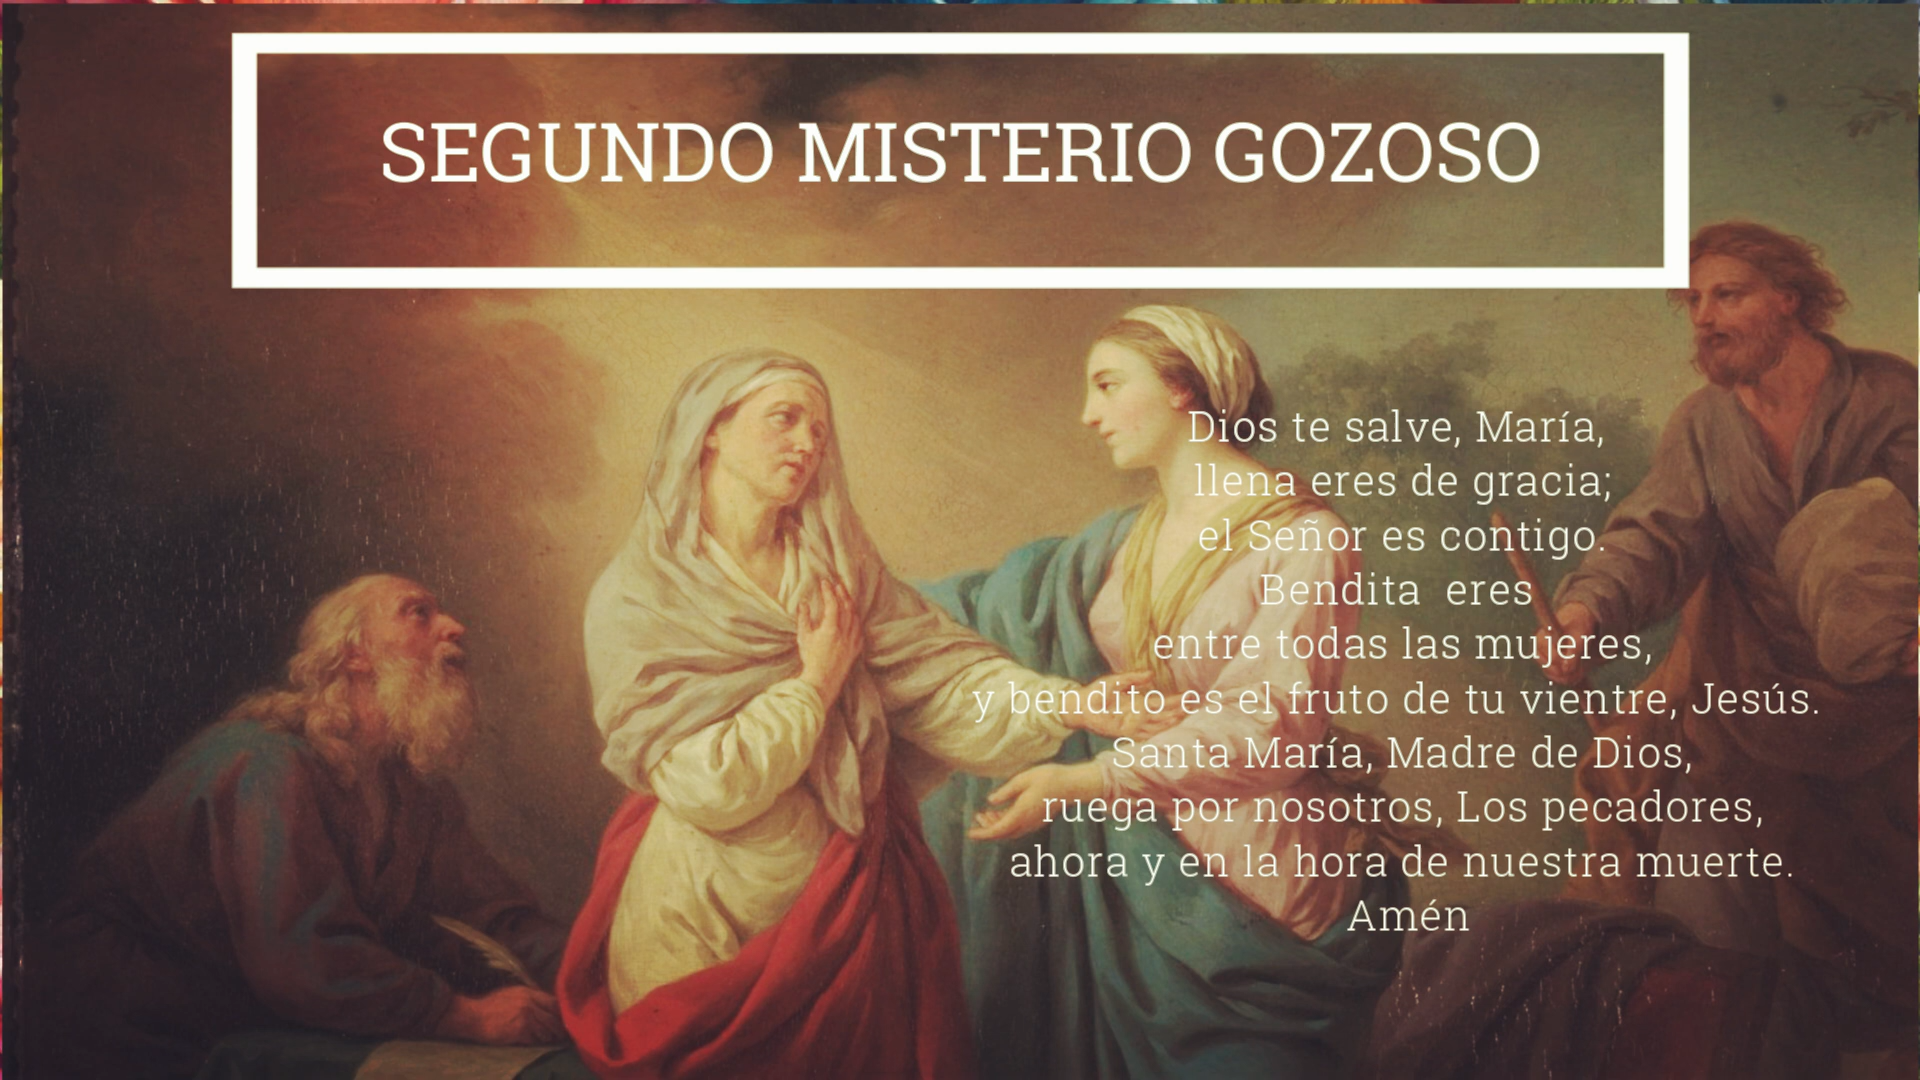 SEGUNDO MISTERIO GOZOSO
Dios te salve, María,
llena eres de gracia;
el Señor es contigo.
Bendita  eres
entre todas las mujeres,
y bendito es el fruto de tu vientre, Jesús.
Santa María, Madre de Dios,
ruega por nosotros, Los pecadores,
ahora y en la hora de nuestra muerte.
Amén